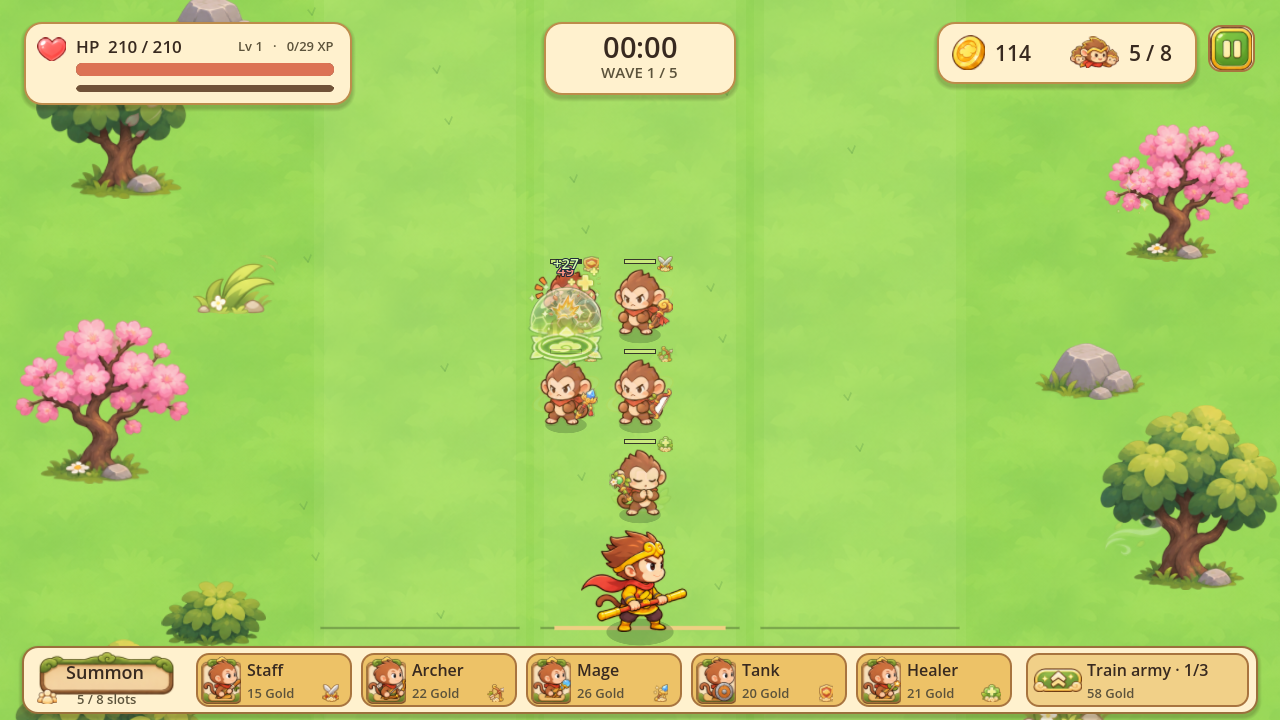 HP 210 / 210
Lv 1 · 0/29 XP
00:00
WAVE 1 / 5
114
5 / 8
+27
Summon
5 / 8 slots
Staff
15 Gold
Archer
22 Gold
Mage
26 Gold
Tank
20 Gold
Healer
21 Gold
Train army · 1/3
58 Gold